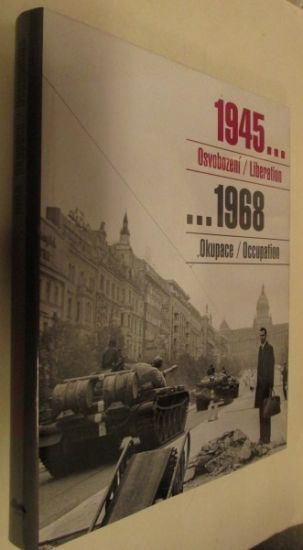 1945...
Osvobození / Liberation
...1968
Okupace / Occupation